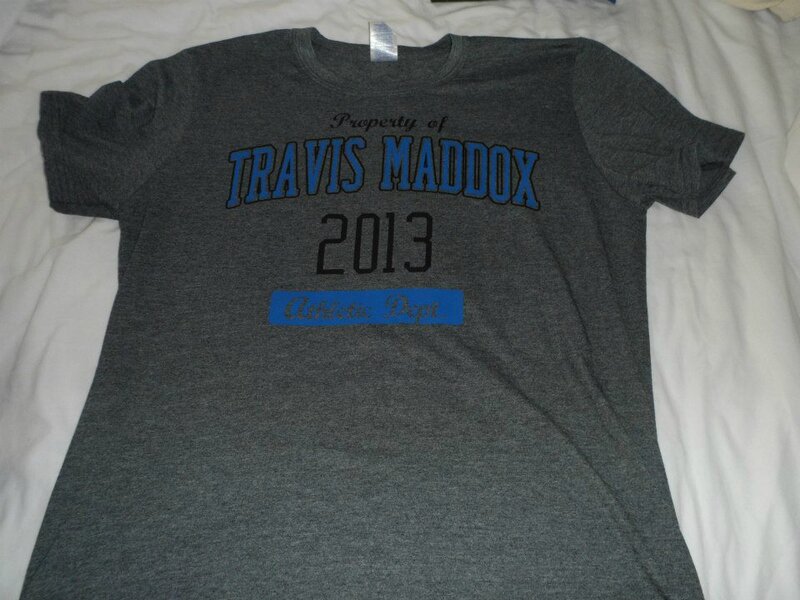 Property of
TRAVIS MADDOX
2013
Athletic Dept.